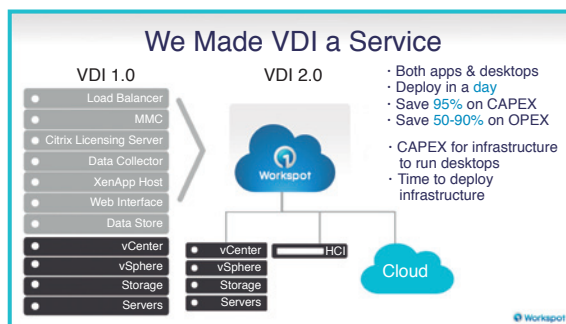 We Made VDI a Service
VDI 1.0
Load Balancer
MMC
Citrix Licensing Server
Data Collector
XenApp Host
Web Interface
Data Store
vCenter
vSphere
Storage
Servers
VDI 2.0
Workspot
vCenter
vSphere
Storage
Servers
HCI
Cloud
· Both apps & desktops
· Deploy in a day
· Save 95% on CAPEX
· Save 50-90% on OPEX
· CAPEX for infrastructure
to run desktops
· Time to deploy
infrastructure
Workspot